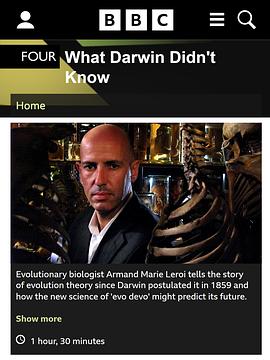 BBC
FOUR What Darwin Didn't
Know
Home
Evolutionary biologist Armand Marie Leroi tells the story
of evolution theory since Darwin postulated it in 1859 and
how the new science of 'evo devo' might predict its future.
Show more
1 hour, 30 minutes